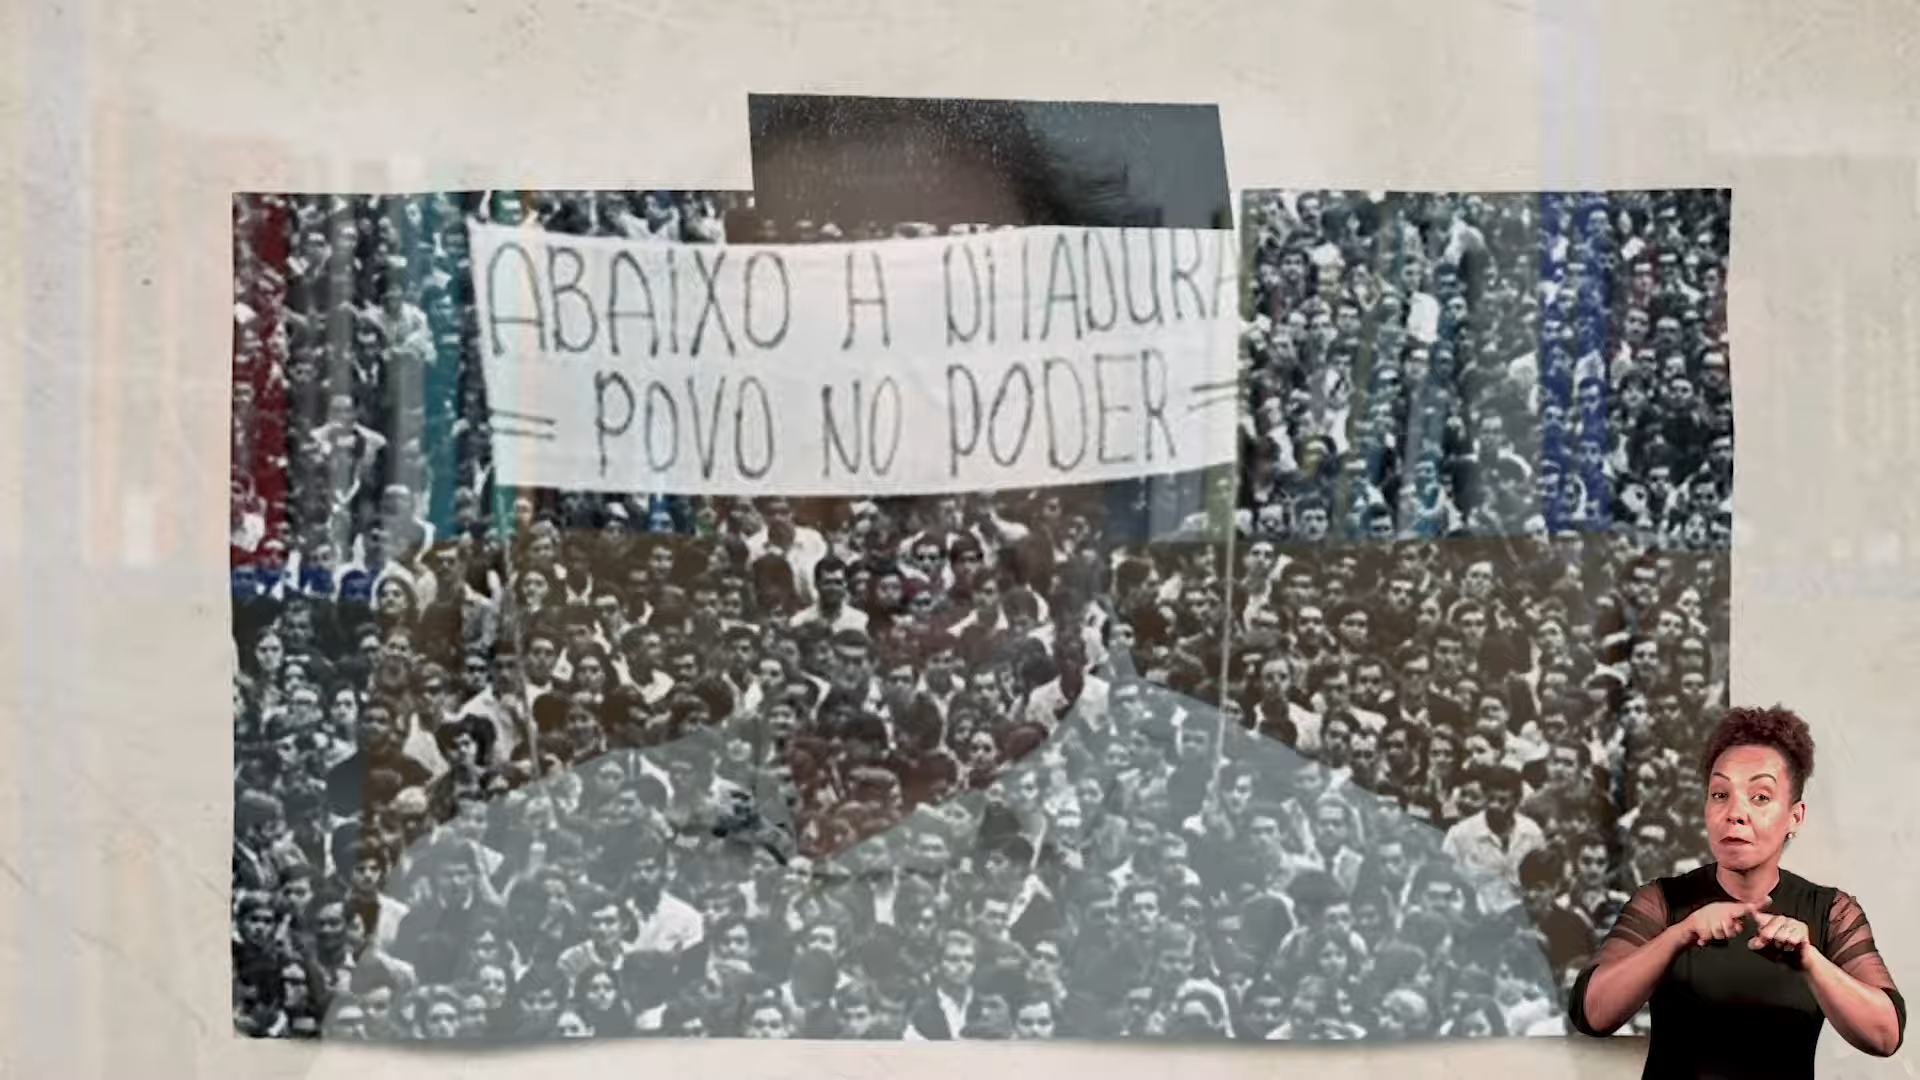 ABAIXO A DITADURA
= POVO NO PODER =